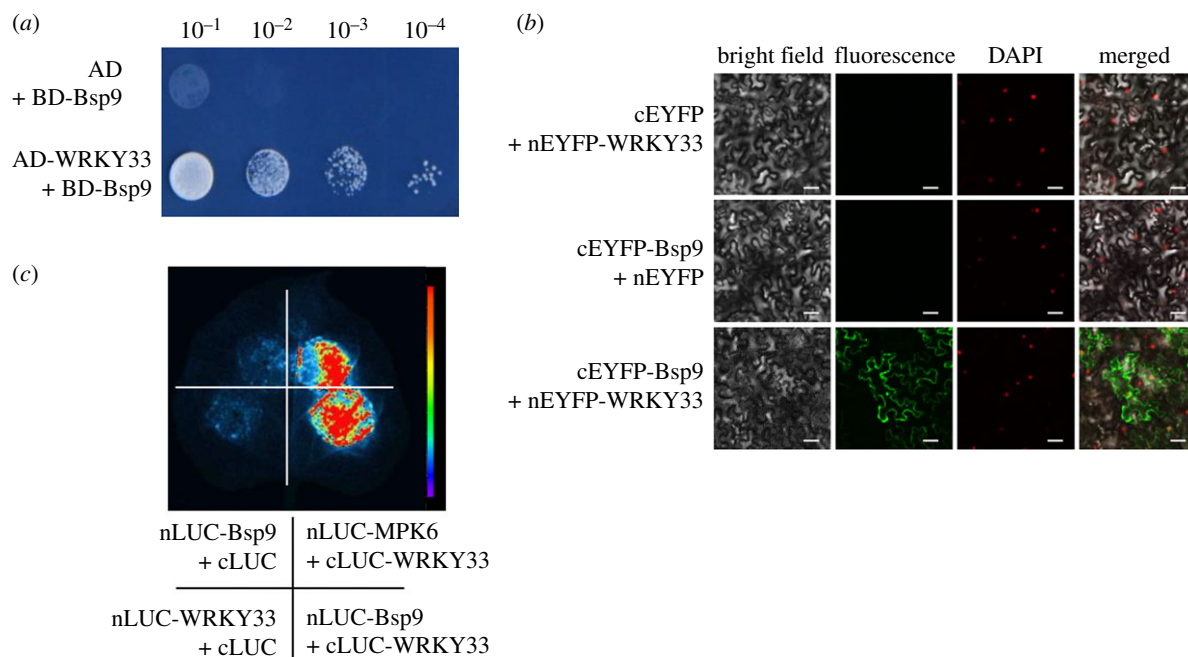 (a)
10⁻¹ 10⁻² 10⁻³ 10⁻⁴
AD
+ BD-Bsp9
AD-WRKY33
+ BD-Bsp9
(b)
bright field fluorescence DAPI merged
cEYFP
+ nEYFP-WRKY33
cEYFP-Bsp9
+ nEYFP
cEYFP-Bsp9
+ nEYFP-WRKY33
(c)
nLUC-Bsp9
+ cLUC
nLUC-MPK6
+ cLUC-WRKY33
nLUC-WRKY33
+ cLUC
nLUC-Bsp9
+ cLUC-WRKY33